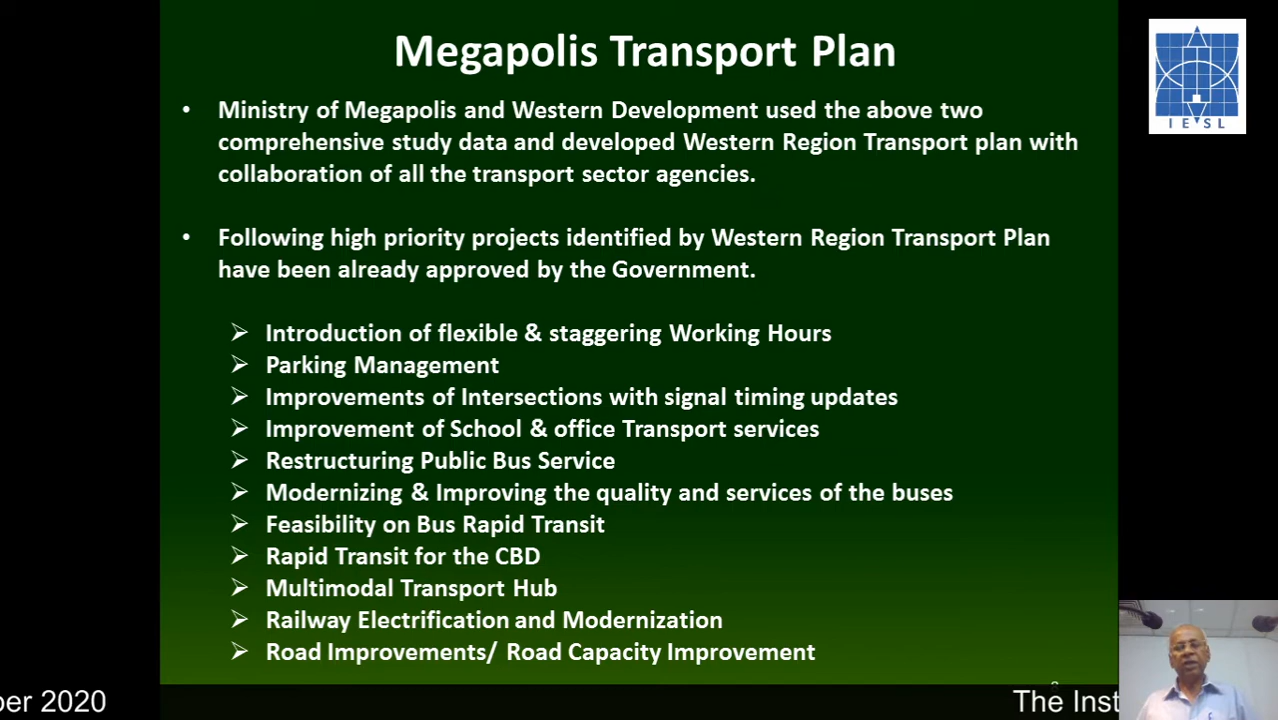 Megapolis Transport Plan
• Ministry of Megapolis and Western Development used the above two
comprehensive study data and developed Western Region Transport plan with
collaboration of all the transport sector agencies.
• Following high priority projects identified by Western Region Transport Plan
have been already approved by the Government.
➢ Introduction of flexible & staggering Working Hours
➢ Parking Management
➢ Improvements of Intersections with signal timing updates
➢ Improvement of School & office Transport services
➢ Restructuring Public Bus Service
➢ Modernizing & Improving the quality and services of the buses
➢ Feasibility on Bus Rapid Transit
➢ Rapid Transit for the CBD
➢ Multimodal Transport Hub
➢ Railway Electrification and Modernization
➢ Road Improvements/ Road Capacity Improvement
IESL
ber 2020
The Inst